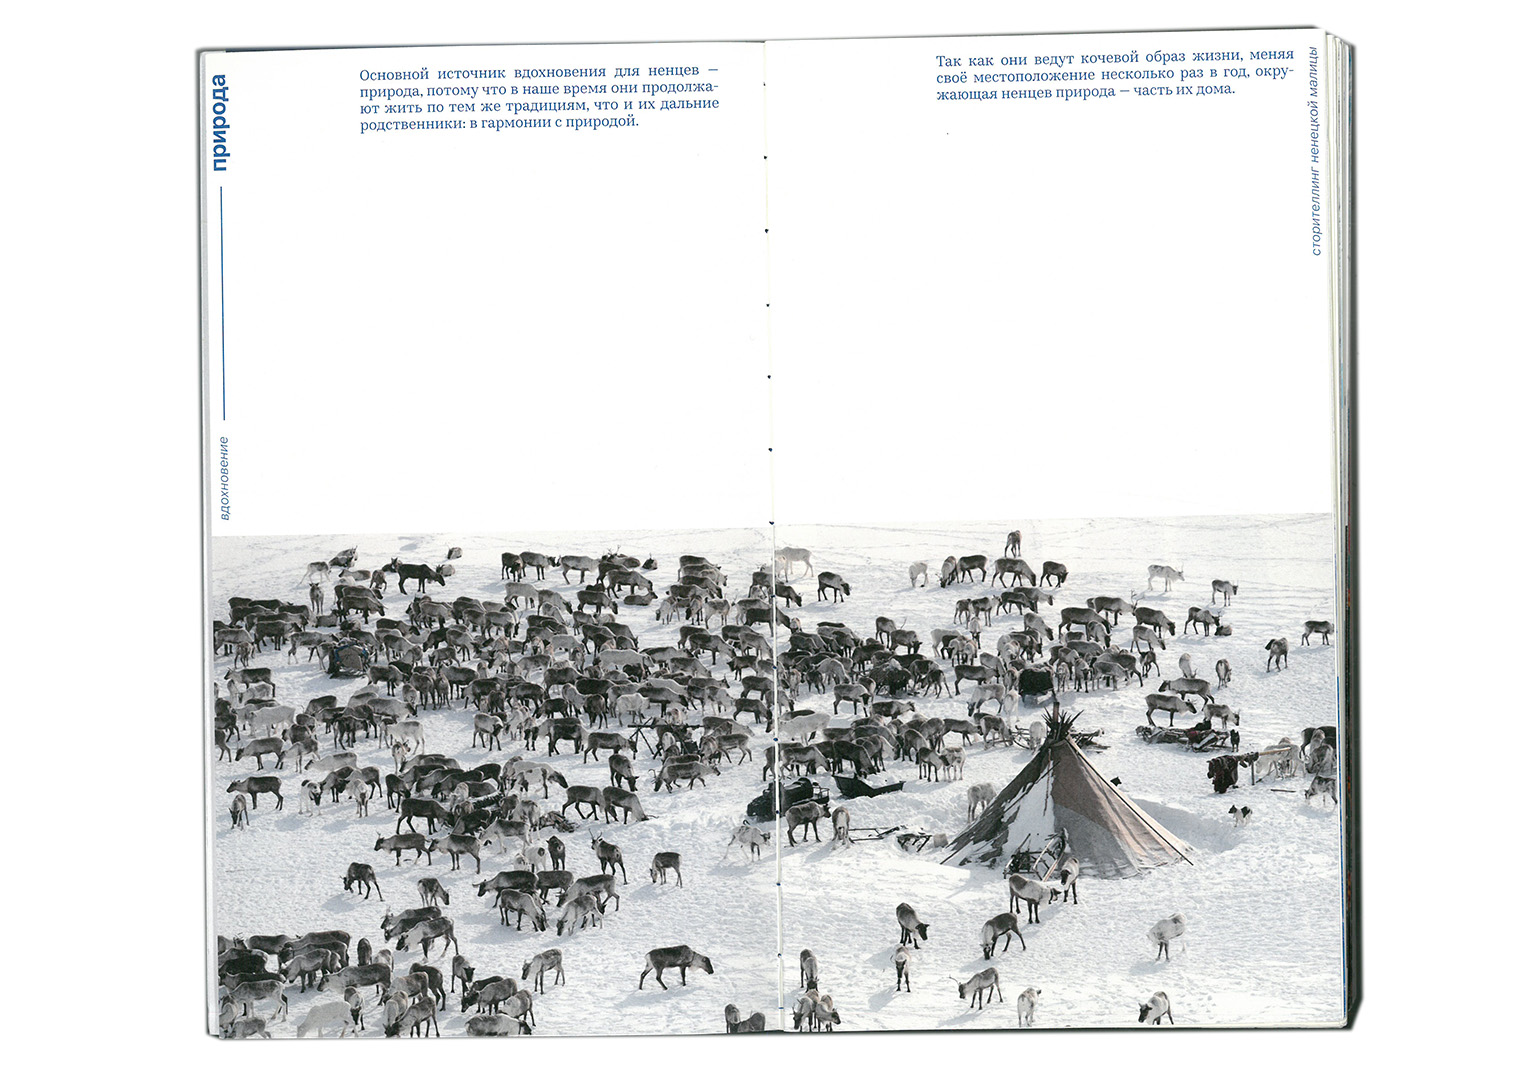 природа
вдохновение
Основной источник вдохновения для ненцев —
природа, потому что в наше время они продолжа-
ют жить по тем же традициям, что и их дальние
родственники: в гармонии с природой.
Так как они ведут кочевой образ жизни, меняя
своё местоположение несколько раз в год, окру-
жающая ненцев природа — часть их дома.
сторителлинг ненецкой малицы